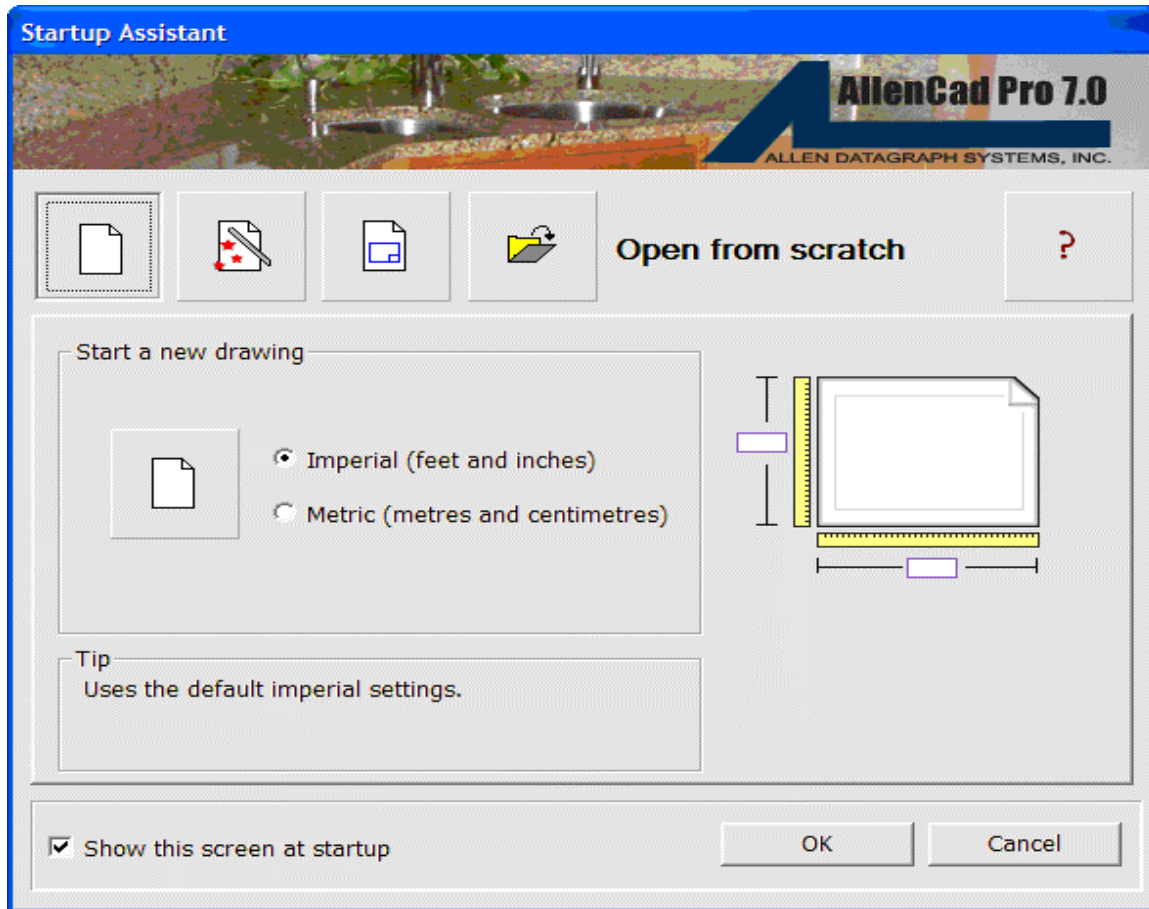 Startup Assistant
AllenCad Pro 7.0
ALLEN DATAGRAPH SYSTEMS, INC.
Open from scratch
?
Start a new drawing
Imperial (feet and inches)
Metric (metres and centimetres)
Tip
Uses the default imperial settings.
Show this screen at startup
OK
Cancel